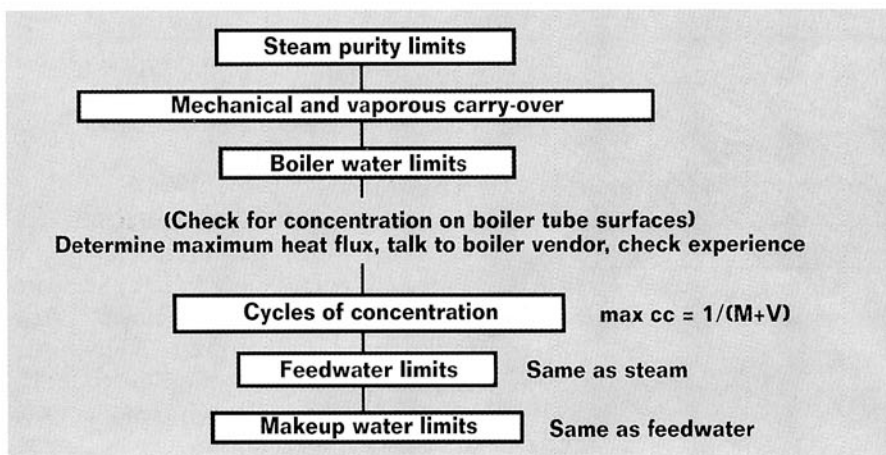 Steam purity limits
Mechanical and vaporous carry-over
Boiler water limits
(Check for concentration on boiler tube surfaces)
Determine maximum heat flux, talk to boiler vendor, check experience
Cycles of concentration
max cc = 1/(M+V)
Feedwater limits
Same as steam
Makeup water limits
Same as feedwater